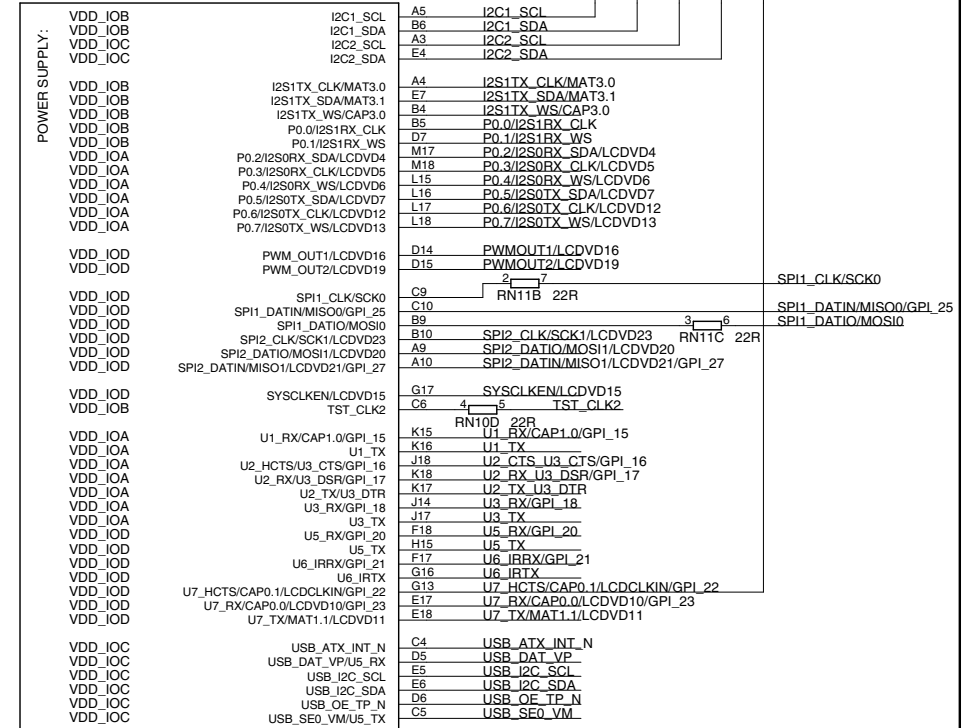 POWER SUPPLY:
VDD_IOB I2C1_SCL A5 I2C1_SCL
VDD_IOB I2C1_SDA B6 I2C1_SDA
VDD_IOC I2C2_SCL A3 I2C2_SCL
VDD_IOC I2C2_SDA E4 I2C2_SDA
VDD_IOB I2S1TX_CLK/MAT3.0 A4 I2S1TX_CLK/MAT3.0
VDD_IOB I2S1TX_SDA/MAT3.1 E7 I2S1TX_SDA/MAT3.1
VDD_IOB I2S1TX_WS/CAP3.0 B4 I2S1TX_WS/CAP3.0
VDD_IOB P0.0/I2S1RX_CLK B5 P0.0/I2S1RX_CLK
VDD_IOB P0.1/I2S1RX_WS D7 P0.1/I2S1RX_WS
VDD_IOA P0.2/I2S0RX_SDA/LCDVD4 M17 P0.2/I2S0RX_SDA/LCDVD4
VDD_IOA P0.3/I2S0RX_CLK/LCDVD5 M18 P0.3/I2S0RX_CLK/LCDVD5
VDD_IOA P0.4/I2S0RX_WS/LCDVD6 L15 P0.4/I2S0RX_WS/LCDVD6
VDD_IOA P0.5/I2S0TX_SDA/LCDVD7 L16 P0.5/I2S0TX_SDA/LCDVD7
VDD_IOA P0.6/I2S0TX_CLK/LCDVD12 L17 P0.6/I2S0TX_CLK/LCDVD12
VDD_IOA P0.7/I2S0TX_WS/LCDVD13 L18 P0.7/I2S0TX_WS/LCDVD13
VDD_IOD PWM_OUT1/LCDVD16 D14 PWMOUT1/LCDVD16
VDD_IOD PWM_OUT2/LCDVD19 D15 PWMOUT2/LCDVD19
2 7 SPI1_CLK/SCK0
VDD_IOD SPI1_CLK/SCK0 C9 RN11B 22R
VDD_IOD SPI1_DATIN/MISO0/GPI_25 C10 SPI1_DATIN/MISO0/GPI_25
VDD_IOD SPI1_DATIO/MOSI0 B9 3 6 SPI1_DATIO/MOSI0
VDD_IOD SPI2_CLK/SCK1/LCDVD23 B10 SPI2_CLK/SCK1/LCDVD23 RN11C 22R
VDD_IOD SPI2_DATIO/MOSI1/LCDVD20 A9 SPI2_DATIO/MOSI1/LCDVD20
VDD_IOD SPI2_DATIN/MISO1/LCDVD21/GPI_27 A10 SPI2_DATIN/MISO1/LCDVD21/GPI_27
VDD_IOD SYSCLKEN/LCDVD15 G17 SYSCLKEN/LCDVD15
VDD_IOB TST_CLK2 C6 4 5 TST_CLK2
RN10D 22R
VDD_IOA U1_RX/CAP1.0/GPI_15 K15 U1_RX/CAP1.0/GPI_15
VDD_IOA U1_TX K16 U1_TX
VDD_IOA U2_HCTS/U3_CTS/GPI_16 J18 U2_CTS_U3_CTS/GPI_16
VDD_IOA U2_RX/U3_DSR/GPI_17 K18 U2_RX_U3_DSR/GPI_17
VDD_IOA U2_TX/U3_DTR K17 U2_TX_U3_DTR
VDD_IOA U3_RX/GPI_18 J14 U3_RX/GPI_18
VDD_IOA U3_TX J17 U3_TX
VDD_IOD U5_RX/GPI_20 F18 U5_RX/GPI_20
VDD_IOD U5_TX H15 U5_TX
VDD_IOD U6_IRRX/GPI_21 F17 U6_IRRX/GPI_21
VDD_IOD U6_IRTX G16 U6_IRTX
VDD_IOD U7_HCTS/CAP0.1/LCDCLKIN/GPI_22 G13 U7_HCTS/CAP0.1/LCDCLKIN/GPI_22
VDD_IOD U7_RX/CAP0.0/LCDVD10/GPI_23 E17 U7_RX/CAP0.0/LCDVD10/GPI_23
VDD_IOD U7_TX/MAT1.1/LCDVD11 E18 U7_TX/MAT1.1/LCDVD11
VDD_IOC USB_ATX_INT_N C4 USB_ATX_INT_N
VDD_IOC USB_DAT_VP/U5_RX D5 USB_DAT_VP
VDD_IOC USB_I2C_SCL E5 USB_I2C_SCL
VDD_IOC USB_I2C_SDA E6 USB_I2C_SDA
VDD_IOC USB_OE_TP_N D6 USB_OE_TP_N
VDD_IOC USB_SE0_VM/U5_TX C5 USB_SE0_VM